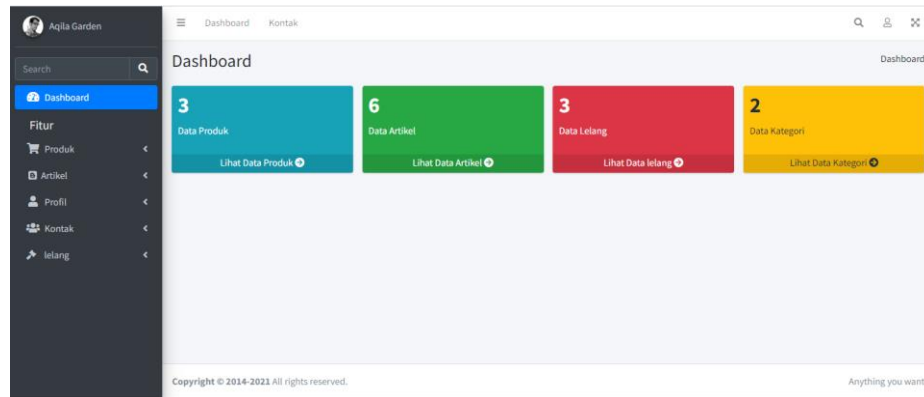 Aqila Garden
Dashboard Kontak
Search
Dashboard
Dashboard
Dashboard
Fitur
Produk
Artikel
Profil
Kontak
lelang
3
Data Produk
Lihat Data Produk
6
Data Artikel
Lihat Data Artikel
3
Data Lelang
Lihat Data lelang
2
Data Kategori
Lihat Data Kategori
Copyright © 2014-2021 All rights reserved.
Anything you want